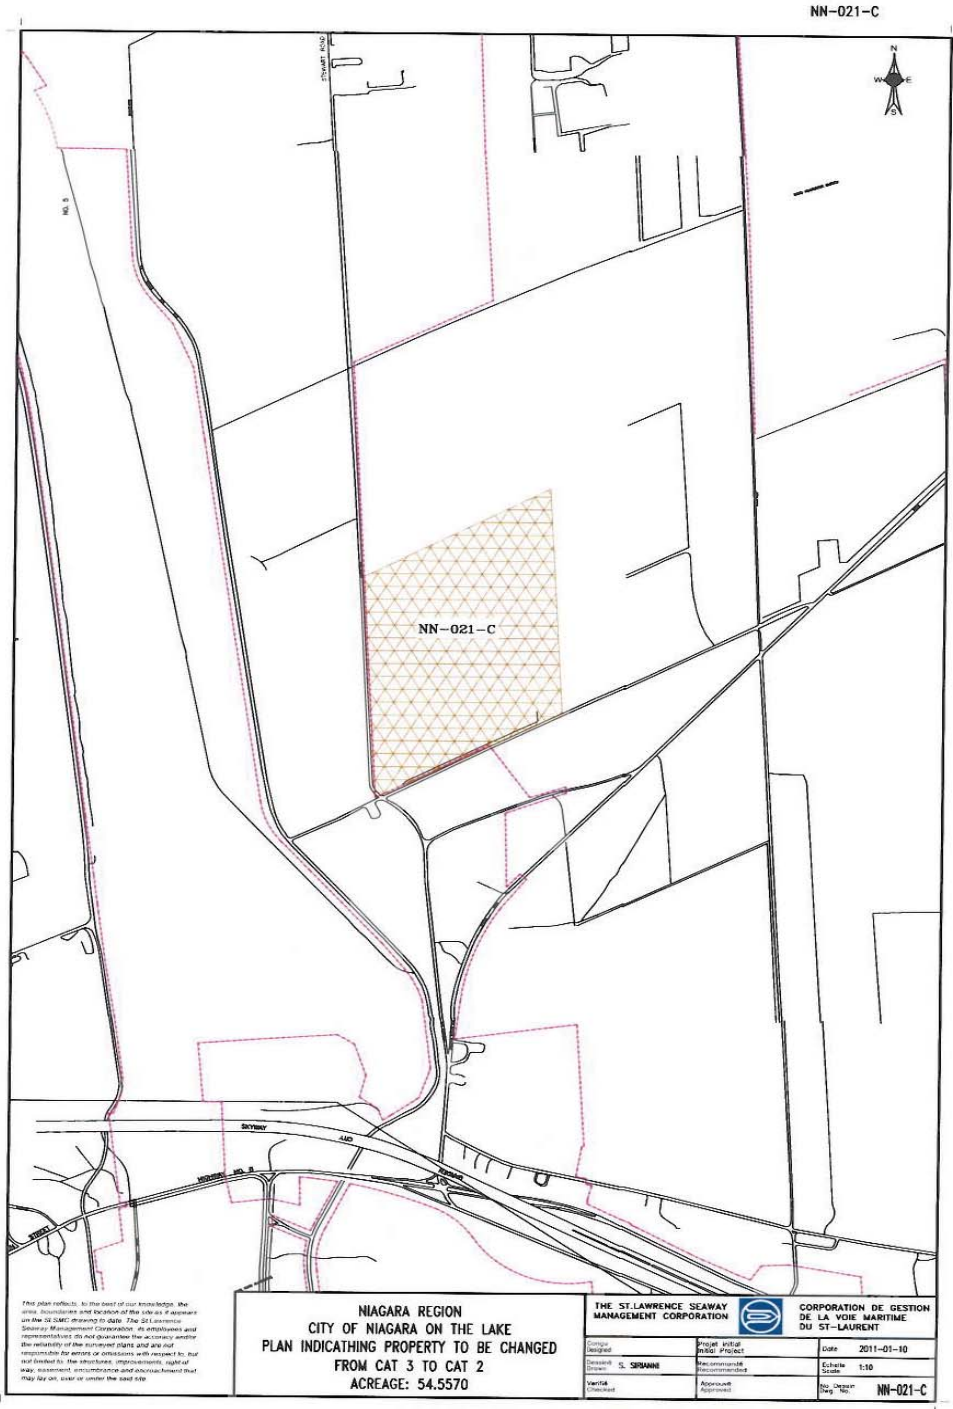 NN-021-C
N
W E
S
STEWART ROAD
NO. 5
NN-021-C
SKYWAY
QTY
HIGHWAY NO. 8
STREET
This plan reflects, to the best of our knowledge, the
area, boundaries and location of the site as it appears
on the SLSMC drawing to date. The St.Lawrence
Seaway Management Corporation, its employees and
representatives do not guarantee the accuracy and/or
the reliability of the surveyed plans and are not
responsible for errors or omissions with respect to, but
not limited to, the structures, improvements, right of
way, easement, encumbrance and encroachment that
may lay on, over or under the said site.
NIAGARA REGION
CITY OF NIAGARA ON THE LAKE
PLAN INDICATHING PROPERTY TO BE CHANGED
FROM CAT 3 TO CAT 2
ACREAGE: 54.5570
THE ST.LAWRENCE SEAWAY
MANAGEMENT CORPORATION
CORPORATION DE GESTION
DE LA VOIE MARITIME
DU ST-LAURENT
Conçu
Designed
Projet initial
Initial Project
Date 2011-01-10
Dessiné
Drawn S. SIRIANNI
Recommandé
Recommended
Echelle
Scale 1:10
Vérifié
Checked
Approuvé
Approved
No Dessin
Dwg. No. NN-021-C